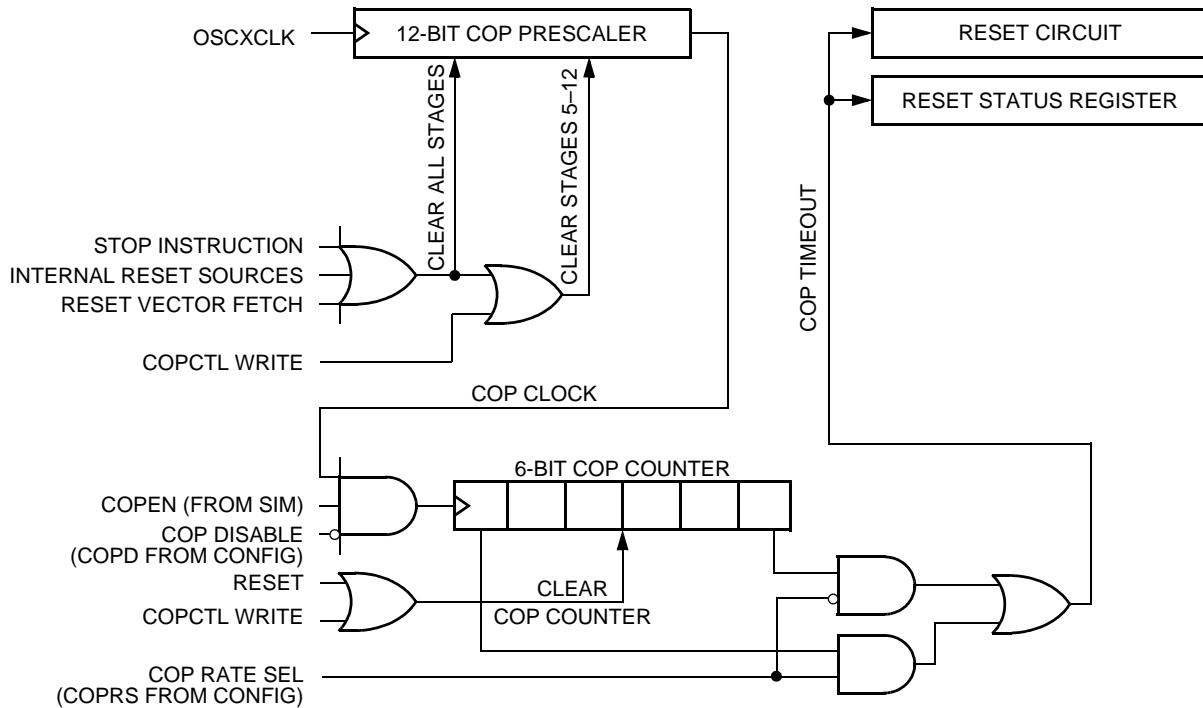 OSCXCLK
12-BIT COP PRESCALER
RESET CIRCUIT
RESET STATUS REGISTER
CLEAR ALL STAGES
CLEAR STAGES 5–12
COP TIMEOUT
STOP INSTRUCTION
INTERNAL RESET SOURCES
RESET VECTOR FETCH
COPCTL WRITE
COP CLOCK
6-BIT COP COUNTER
COPEN (FROM SIM)
COP DISABLE
(COPD FROM CONFIG)
RESET
COPCTL WRITE
CLEAR
COP COUNTER
COP RATE SEL
(COPRS FROM CONFIG)